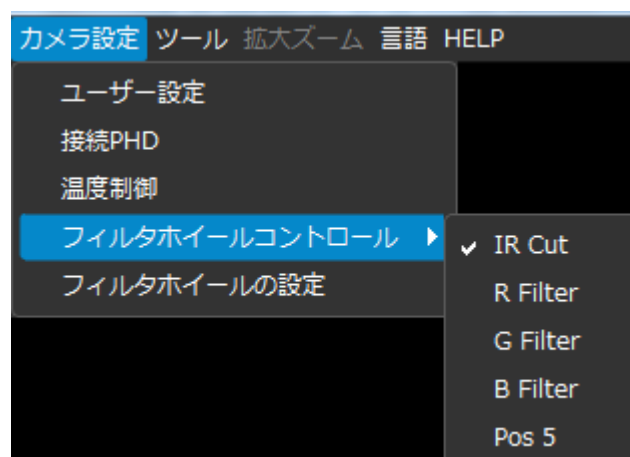 カメラ設定 ツール 拡大ズーム 言語 HELP
ユーザー設定
接続PHD
温度制御
フィルタホイールコントロール
フィルタホイールの設定
IR Cut
R Filter
G Filter
B Filter
Pos 5